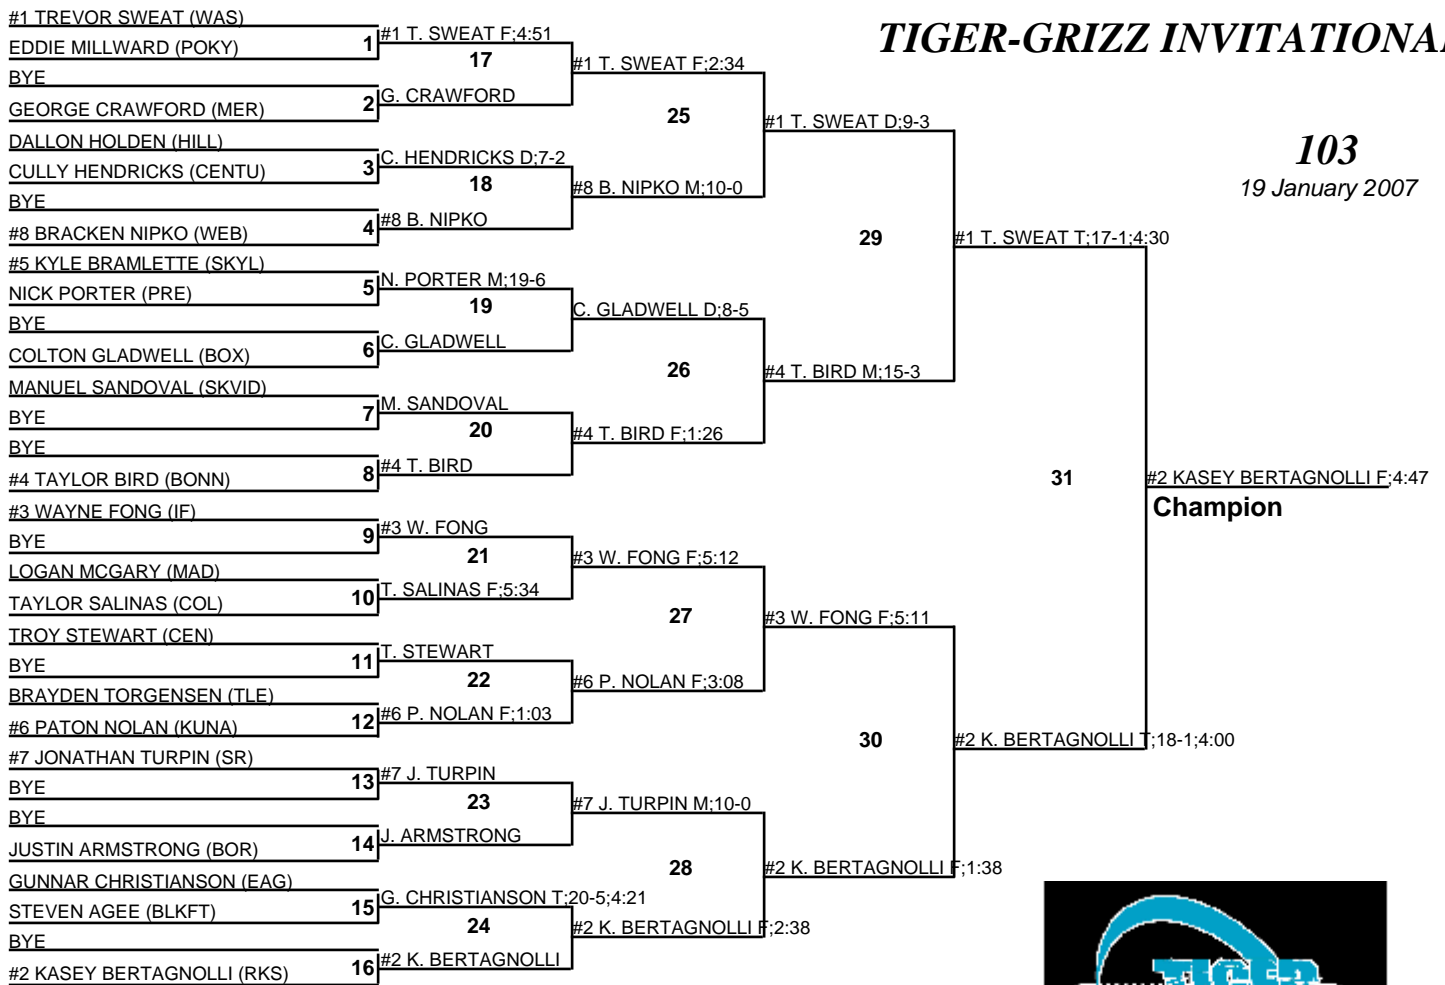 TIGER-GRIZZ INVITATIONAL
103
19 January 2007
#1 TREVOR SWEAT (WAS)
EDDIE MILLWARD (POKY)
BYE
GEORGE CRAWFORD (MER)
DALLON HOLDEN (HILL)
CULLY HENDRICKS (CENTU)
BYE
#8 BRACKEN NIPKO (WEB)
#5 KYLE BRAMLETTE (SKYL)
NICK PORTER (PRE)
BYE
COLTON GLADWELL (BOX)
MANUEL SANDOVAL (SKVID)
BYE
BYE
#4 TAYLOR BIRD (BONN)
#3 WAYNE FONG (IF)
BYE
LOGAN MCGARY (MAD)
TAYLOR SALINAS (COL)
TROY STEWART (CEN)
BYE
BRAYDEN TORGENSEN (TLE)
#6 PATON NOLAN (KUNA)
#7 JONATHAN TURPIN (SR)
BYE
BYE
JUSTIN ARMSTRONG (BOR)
GUNNAR CHRISTIANSON (EAG)
STEVEN AGEE (BLKFT)
BYE
#2 KASEY BERTAGNOLLI (RKS)
1
2
3
4
5
6
7
8
9
10
11
12
13
14
15
16
#1 T. SWEAT F;4:51
17
G. CRAWFORD
C. HENDRICKS D;7-2
18
#8 B. NIPKO
N. PORTER M;19-6
19
C. GLADWELL
M. SANDOVAL
20
#4 T. BIRD
#3 W. FONG
21
T. SALINAS F;5:34
T. STEWART
22
#6 P. NOLAN F;1:03
#7 J. TURPIN
23
J. ARMSTRONG
G. CHRISTIANSON T;20-5;4:21
24
#2 K. BERTAGNOLLI
#1 T. SWEAT F;2:34
25
#8 B. NIPKO M;10-0
C. GLADWELL D;8-5
26
#4 T. BIRD F;1:26
#3 W. FONG F;5:12
27
#6 P. NOLAN F;3:08
#7 J. TURPIN M;10-0
28
#2 K. BERTAGNOLLI F;2:38
#1 T. SWEAT D;9-3
29
#4 T. BIRD M;15-3
#3 W. FONG F;5:11
30
#2 K. BERTAGNOLLI F;1:38
#1 T. SWEAT T;17-1;4:30
31
#2 K. BERTAGNOLLI T;18-1;4:00
#2 KASEY BERTAGNOLLI F;4:47
Champion
TIGER